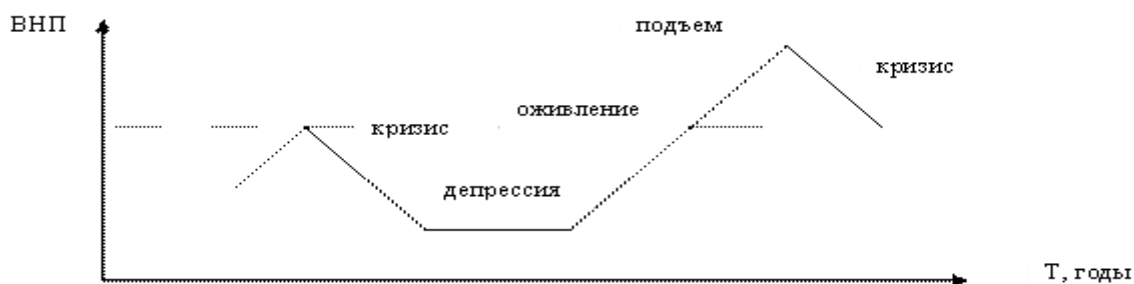 ВНП
подъем
кризис
оживление
кризис
депрессия
Т, годы